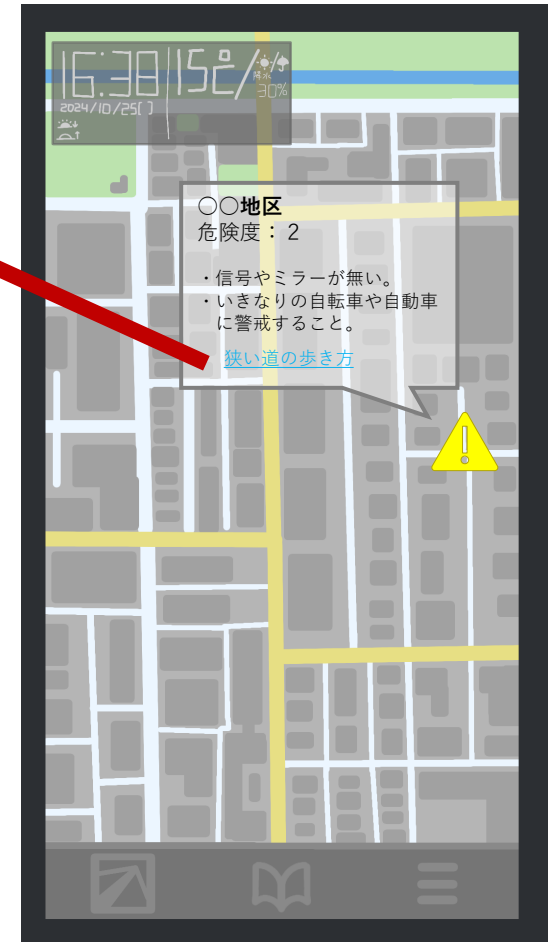 16:38 15℃/
降水
30%
2024/10/25( )
○○地区
危険度：２
・信号やミラーが無い。
・いきなりの自転車や自動車
に警戒すること。
狭い道の歩き方